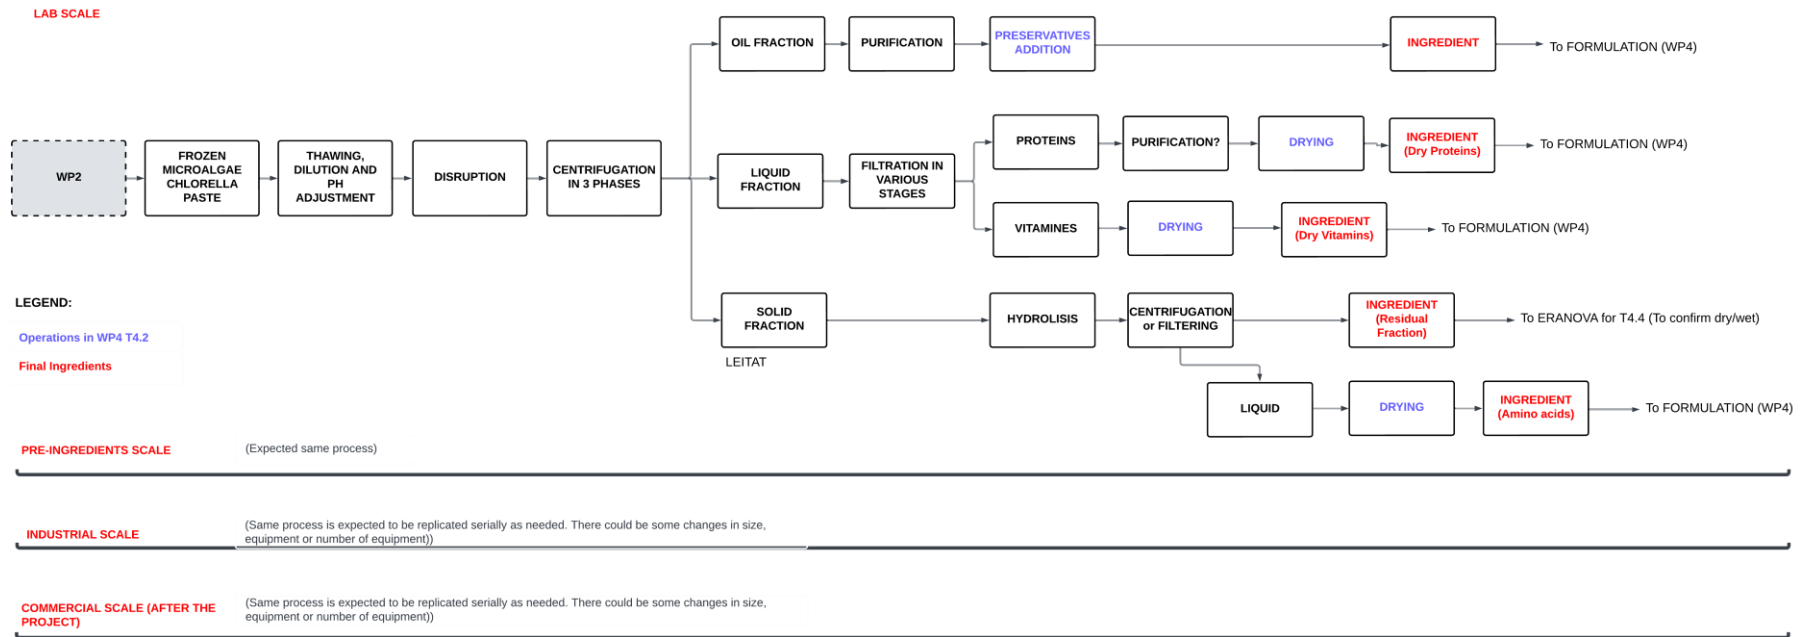 LAB SCALE
OIL FRACTION
PURIFICATION
PRESERVATIVES
ADDITION
INGREDIENT
To FORMULATION (WP4)
WP2
FROZEN
MICROALGAE
CHLORELLA
PASTE
THAWING,
DILUTION AND
PH
ADJUSTMENT
DISRUPTION
CENTRIFUGATION
IN 3 PHASES
LIQUID
FRACTION
FILTRATION IN
VARIOUS
STAGES
PROTEINS
PURIFICATION?
DRYING
INGREDIENT
(Dry Proteins)
To FORMULATION (WP4)
VITAMINES
DRYING
INGREDIENT
(Dry Vitamins)
To FORMULATION (WP4)
SOLID
FRACTION
LEITAT
HYDROLISIS
CENTRIFUGATION
or FILTERING
INGREDIENT
(Residual
Fraction)
To ERANOVA for T4.4 (To confirm dry/wet)
LIQUID
DRYING
INGREDIENT
(Amino acids)
To FORMULATION (WP4)
LEGEND:
Operations in WP4 T4.2
Final Ingredients
PRE-INGREDIENTS SCALE
(Expected same process)
INDUSTRIAL SCALE
(Same process is expected to be replicated serially as needed. There could be some changes in size,
equipment or number of equipment))
COMMERCIAL SCALE (AFTER THE
PROJECT)
(Same process is expected to be replicated serially as needed. There could be some changes in size,
equipment or number of equipment))